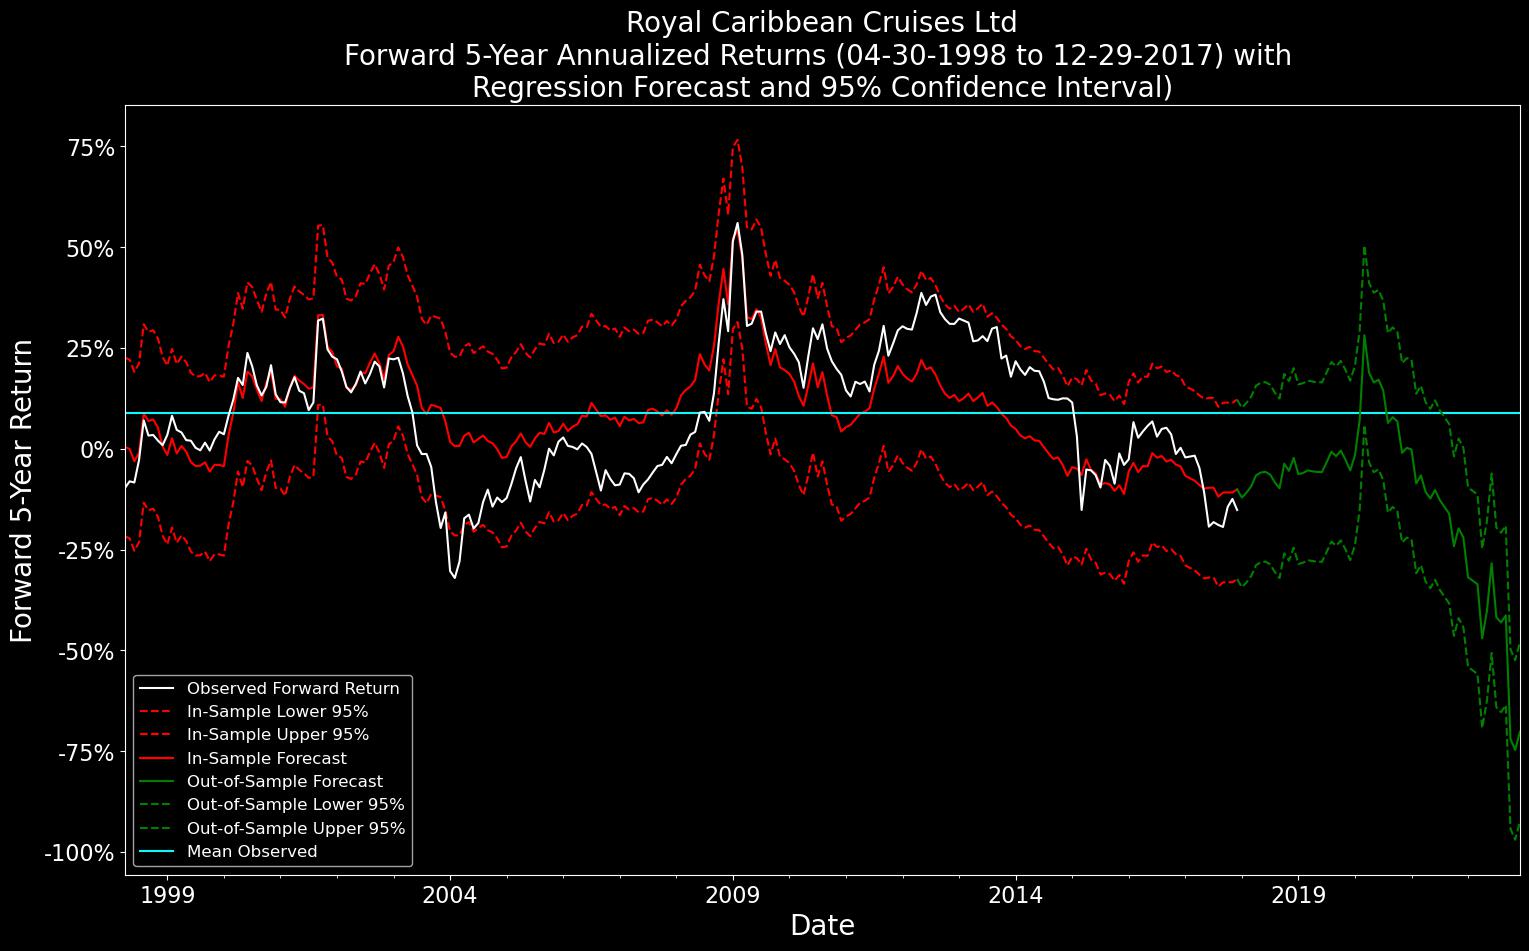 Royal Caribbean Cruises Ltd
Forward 5-Year Annualized Returns (04-30-1998 to 12-29-2017) with
Regression Forecast and 95% Confidence Interval)
Forward 5-Year Return
75%
50%
25%
0%
-25%
-50%
-75%
-100%
Observed Forward Return
In-Sample Lower 95%
In-Sample Upper 95%
In-Sample Forecast
Out-of-Sample Forecast
Out-of-Sample Lower 95%
Out-of-Sample Upper 95%
Mean Observed
1999 2004 2009 2014 2019
Date